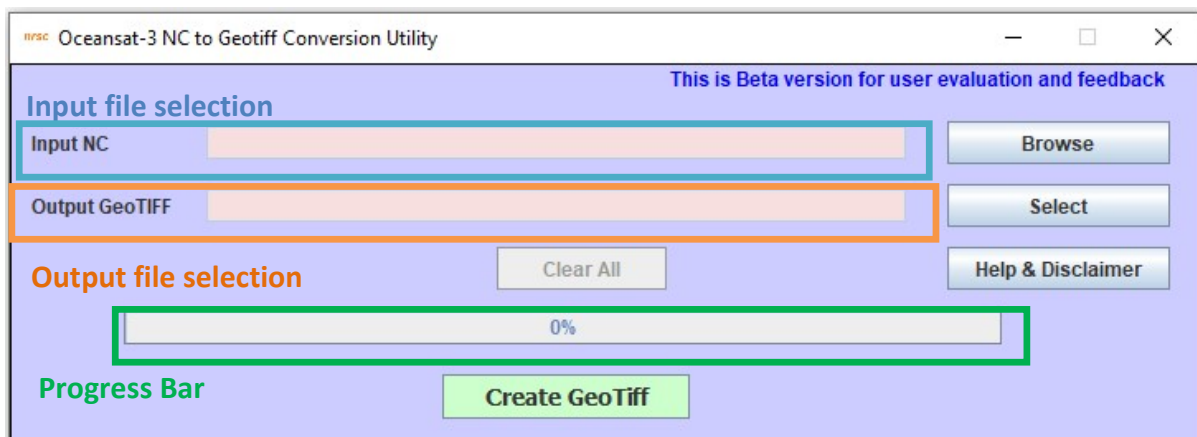 nrsc Oceansat-3 NC to Geotiff Conversion Utility
This is Beta version for user evaluation and feedback
Input file selection
Input NC
Browse
Output GeoTIFF
Select
Output file selection
Clear All
Help & Disclaimer
0%
Progress Bar
Create GeoTiff